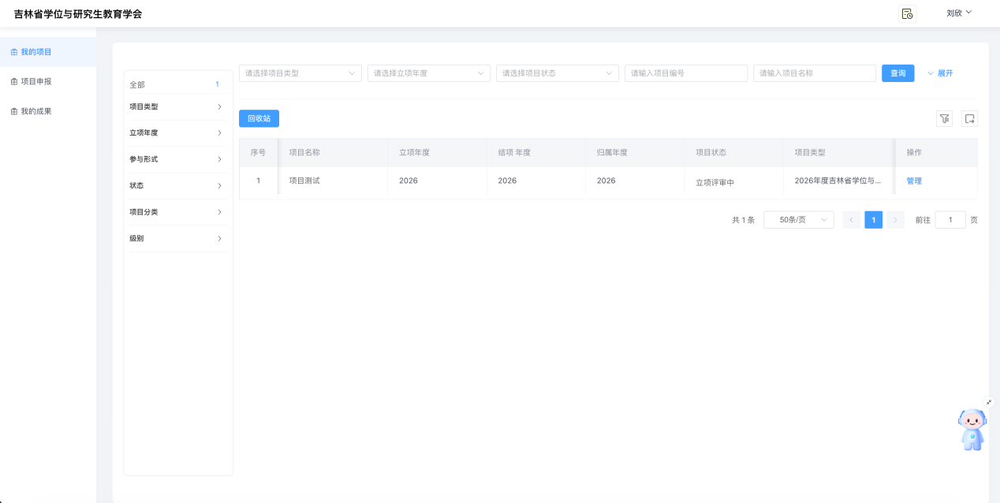 吉林省学位与研究生教育学会
刘欣
我的项目
项目申报
我的成果
全部 1
项目类型
立项年度
参与形式
状态
项目分类
级别
请选择项目类型 请选择立项年度 请选择项目状态 请输入项目编号 请输入项目名称 查询 展开
回收站
序号 项目名称 立项年度 结项 年度 归属年度 项目状态 项目类型 操作
1 项目测试 2026 2026 2026 立项评审中 2026年度吉林省学位与... 管理
共 1 条 50条/页 1 前往 1 页